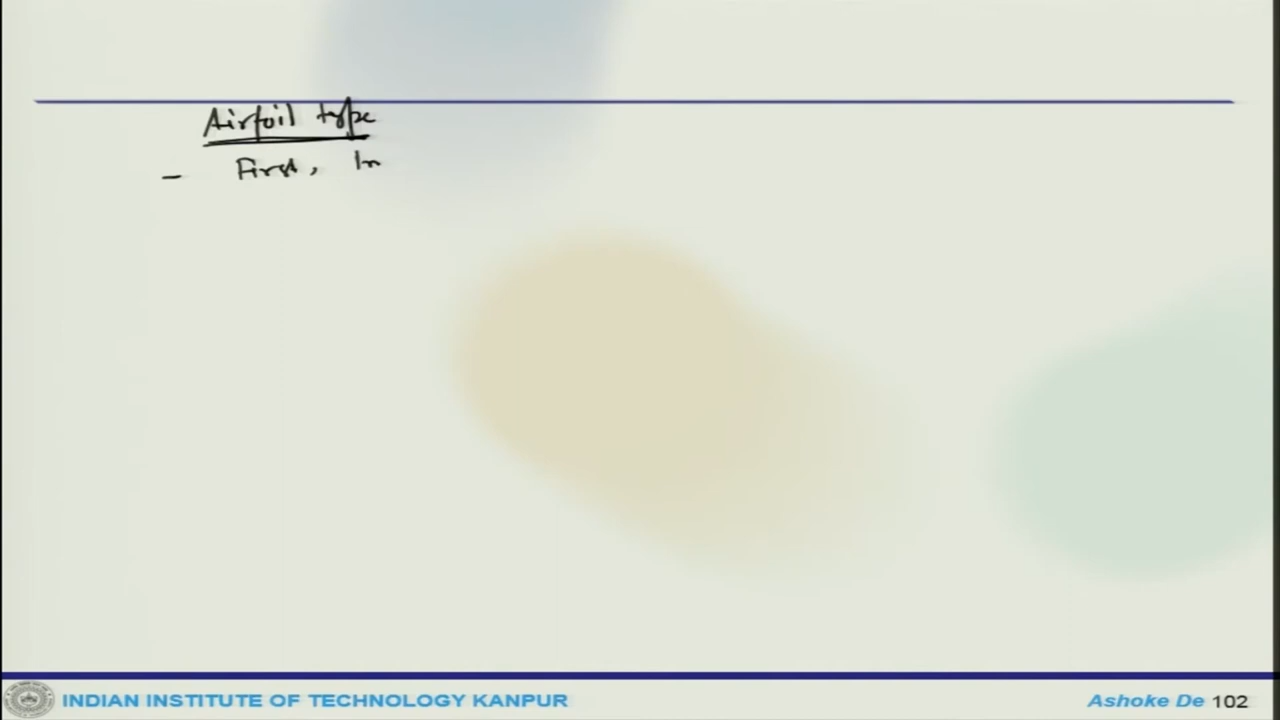 Airfoil type
- First, In
INDIAN INSTITUTE OF TECHNOLOGY KANPUR
Ashoke De 102